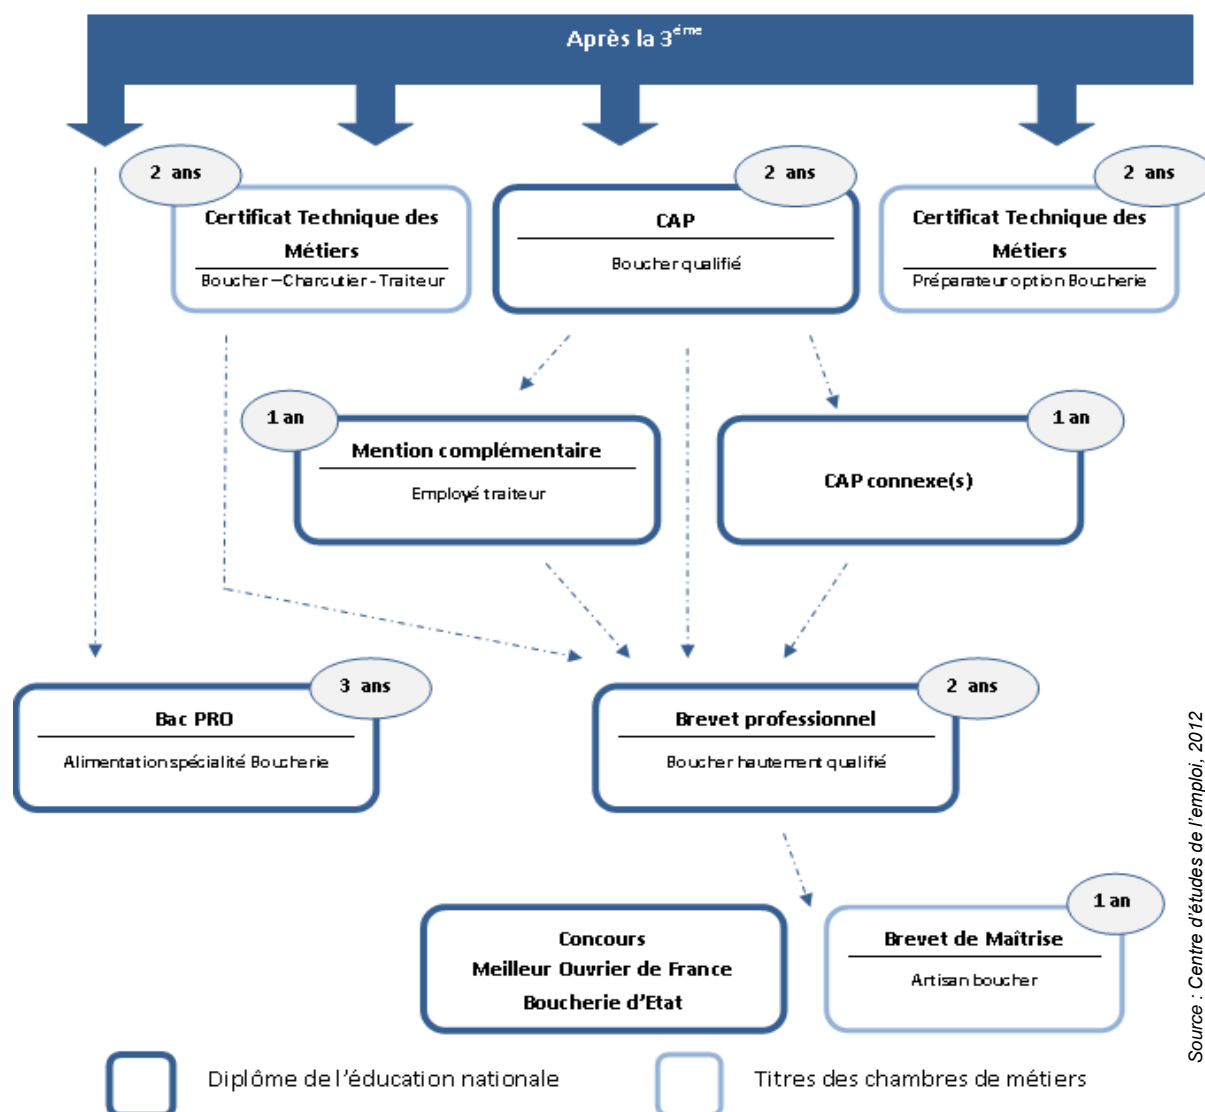 Après la 3ème
2 ans
Certificat Technique des
Métiers
Boucher – Charcutier - Traiteur
2 ans
CAP
Boucher qualifié
2 ans
Certificat Technique des
Métiers
Préparateur option Boucherie
1 an
Mention complémentaire
Employé traiteur
1 an
CAP connexe(s)
3 ans
Bac PRO
Alimentation spécialité Boucherie
2 ans
Brevet professionnel
Boucher hautement qualifié
Concours
Meilleur Ouvrier de France
Boucherie d'Etat
1 an
Brevet de Maîtrise
Artisan boucher
Diplôme de l'éducation nationale
Titres des chambres de métiers
Source : Centre d'études de l'emploi, 2012